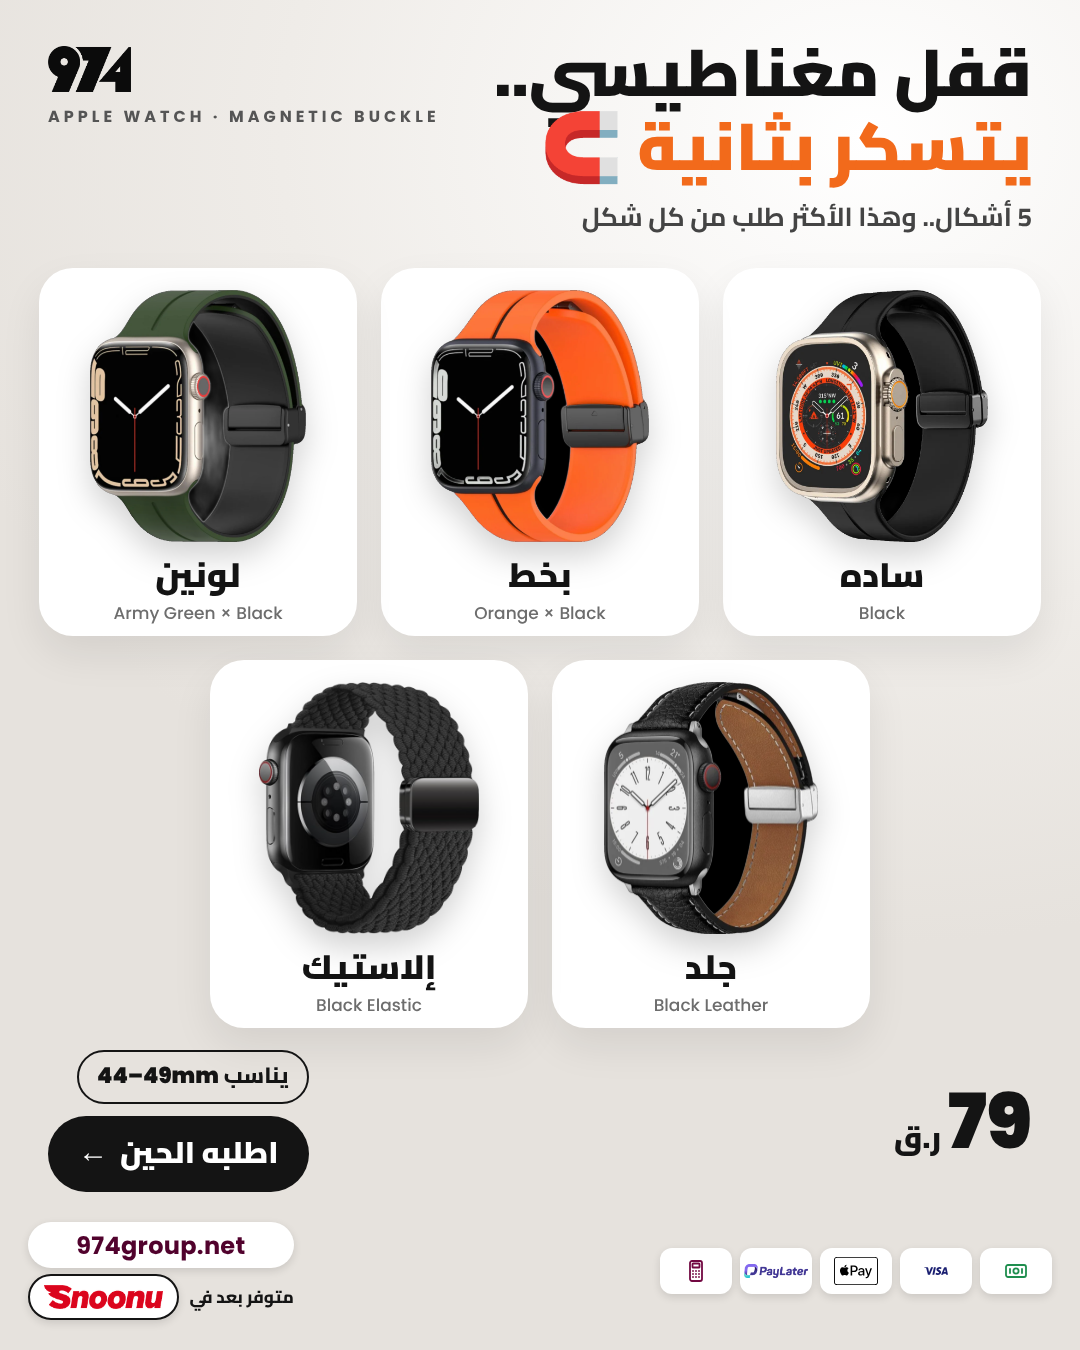 974
APPLE WATCH · MAGNETIC BUCKLE
قفل مغناطيسي..
يتسكر بثانية
5 أشكال.. وهذا الأكثر طلب من كل شكل
ساده
Black
بخط
Orange × Black
لونين
Army Green × Black
جلد
Black Leather
إلاستيك
Black Elastic
79 ر.ق
يناسب 44–49mm
اطلبه الحين ←
974group.net
متوفر بعد في Snoonu
PayLater
Pay
VISA